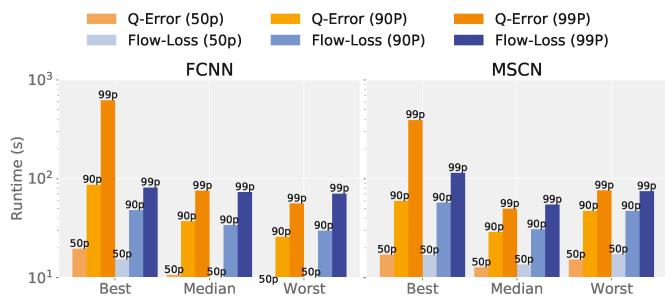 Q-Error (50p) Q-Error (90P) Q-Error (99P)
Flow-Loss (50p) Flow-Loss (90P) Flow-Loss (99P)
FCNN MSCN
Runtime (s)
10³
10²
10¹
50p 90p 99p 50p 90p 99p
50p 90p 99p 50p 90p 99p
50p 90p 99p 50p 90p 99p
50p 90p 99p 50p 90p 99p
50p 90p 99p 50p 90p 99p
50p 90p 99p 50p 90p 99p
Best Median Worst Best Median Worst